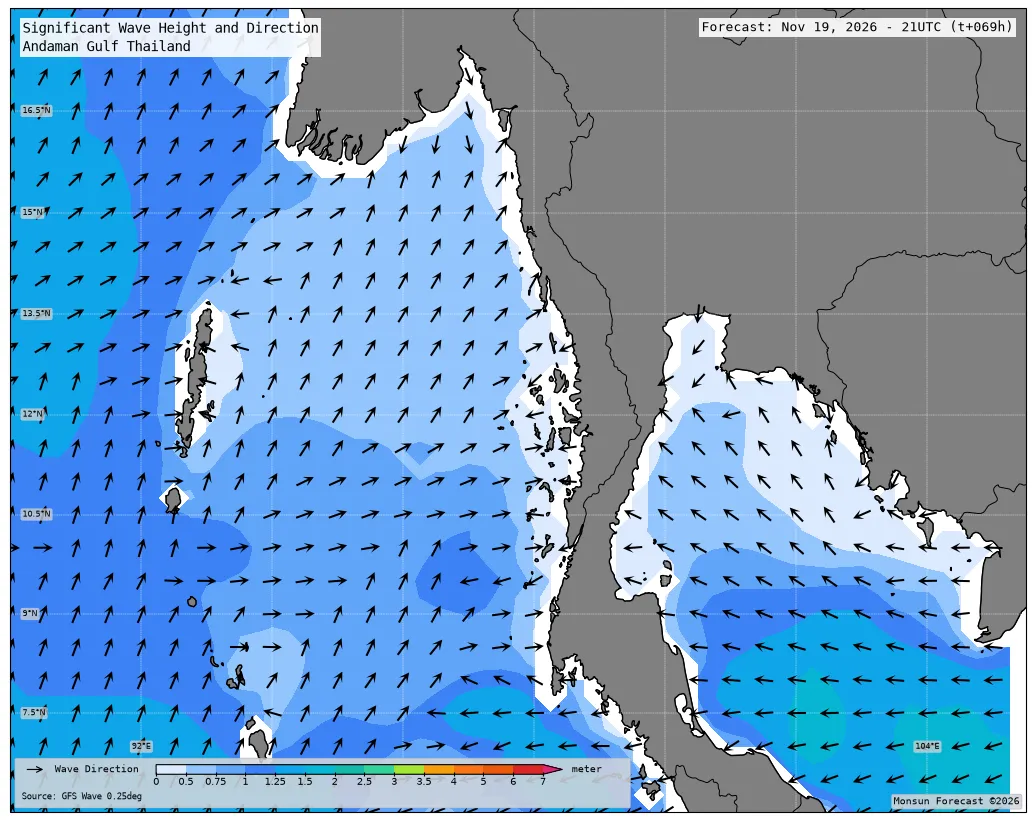 Significant Wave Height and Direction
Andaman Gulf Thailand
Forecast: Nov 19, 2026 - 21UTC (t+069h)
16.5°N
15°N
13.5°N
12°N
10.5°N
9°N
7.5°N
92°E
104°E
Wave Direction
0.5 0.75 1 1.25 1.5 2 2.5 3 3.5 4 5 6 7
meter
Source: GFS Wave 0.25deg
Monsun Forecast ©2026